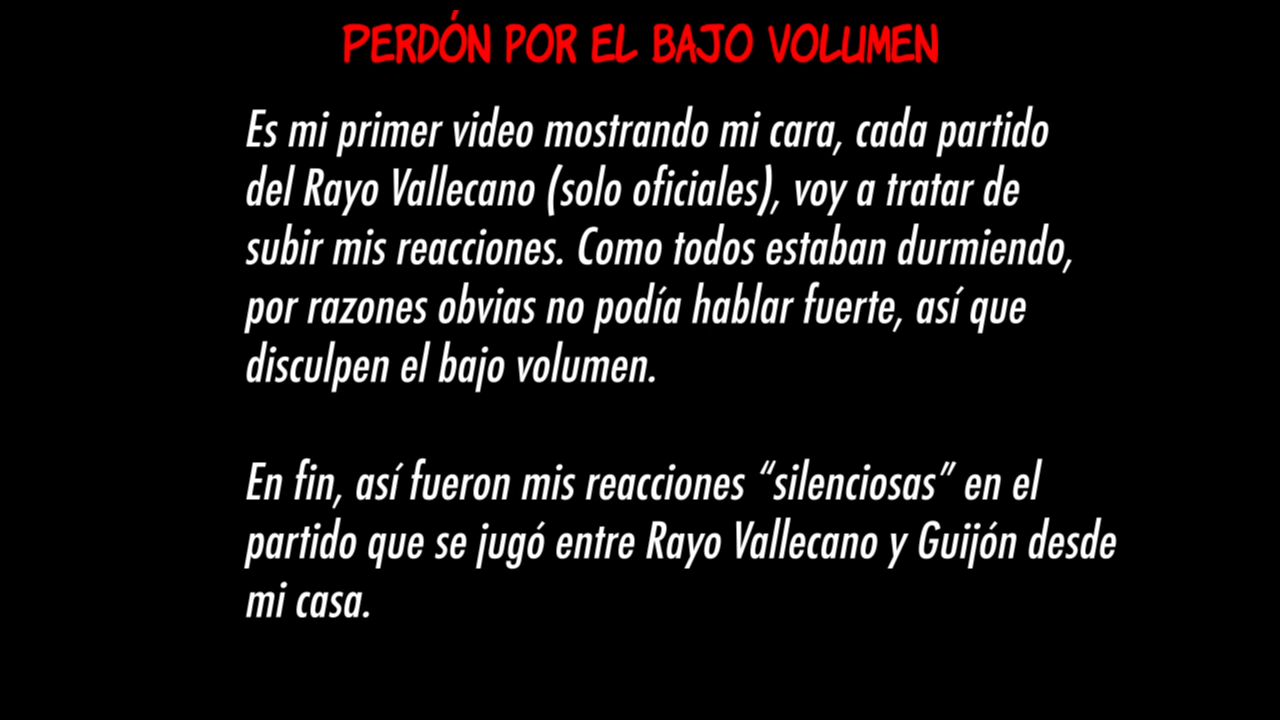 PERDÓN POR EL BAJO VOLUMEN
Es mi primer video mostrando mi cara, cada partido
del Rayo Vallecano (solo oficiales), voy a tratar de
subir mis reacciones. Como todos estaban durmiendo,
por razones obvias no podía hablar fuerte, así que
disculpen el bajo volumen.
En fin, así fueron mis reacciones “silenciosas” en el
partido que se jugó entre Rayo Vallecano y Guijón desde
mi casa.